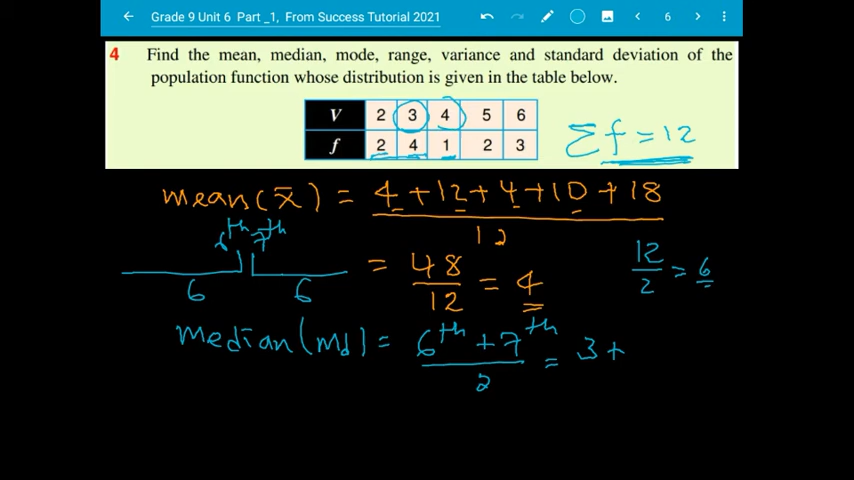 Grade 9 Unit 6 Part _1, From Success Tutorial 2021
6
4 Find the mean, median, mode, range, variance and standard deviation of the
population function whose distribution is given in the table below.
V 2 3 4 5 6
f 2 4 1 2 3
Σf = 12
mean(x̄) = 4+12+4+10+18
12
6th 7th
6 6
= 48/12 = 4
12/2 = 6
median(md) = 6th + 7th
2
= 3+